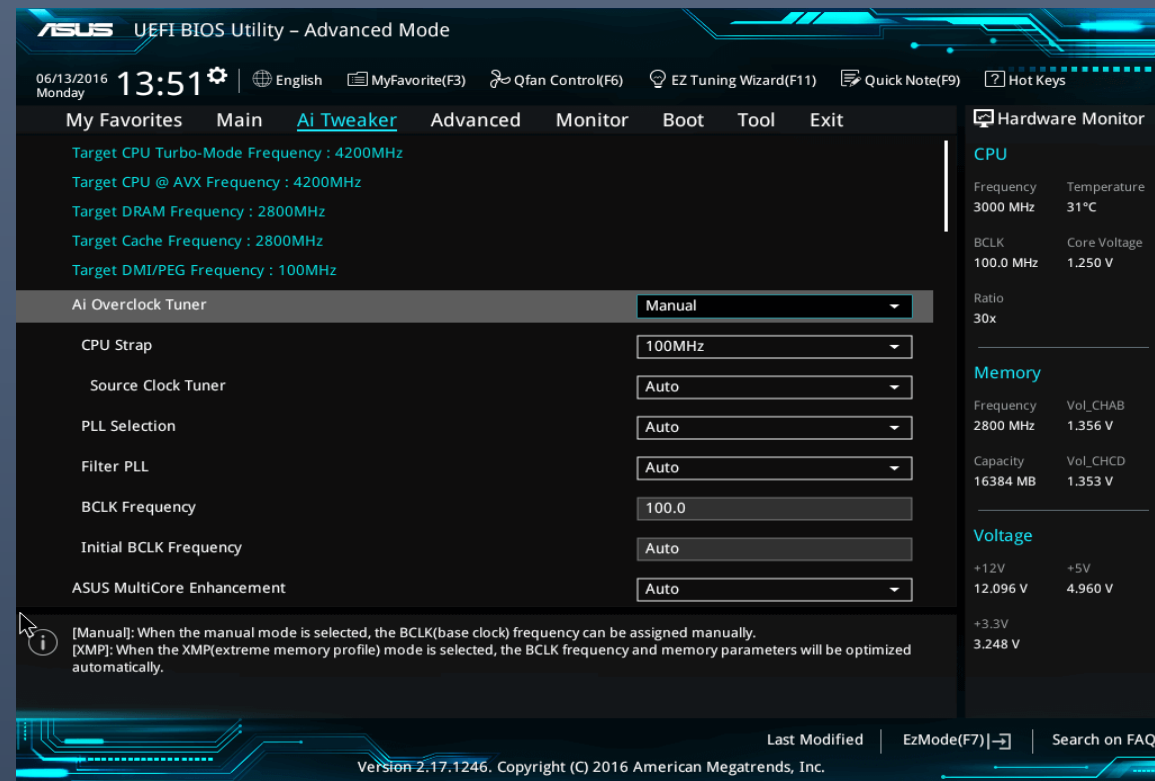 ASUS UEFI BIOS Utility – Advanced Mode
06/13/2016
Monday
13:51
English
MyFavorite(F3)
Qfan Control(F6)
EZ Tuning Wizard(F11)
Quick Note(F9)
? Hot Keys
My Favorites Main Ai Tweaker Advanced Monitor Boot Tool Exit
Target CPU Turbo-Mode Frequency : 4200MHz
Target CPU @ AVX Frequency : 4200MHz
Target DRAM Frequency : 2800MHz
Target Cache Frequency : 2800MHz
Target DMI/PEG Frequency : 100MHz
Ai Overclock Tuner Manual
CPU Strap 100MHz
Source Clock Tuner Auto
PLL Selection Auto
Filter PLL Auto
BCLK Frequency 100.0
Initial BCLK Frequency Auto
ASUS MultiCore Enhancement Auto
[Manual]: When the manual mode is selected, the BCLK(base clock) frequency can be assigned manually.
[XMP]: When the XMP(extreme memory profile) mode is selected, the BCLK frequency and memory parameters will be optimized
automatically.
Hardware Monitor
CPU
Frequency Temperature
3000 MHz 31°C
BCLK Core Voltage
100.0 MHz 1.250 V
Ratio
30x
Memory
Frequency Vol_CHAB
2800 MHz 1.356 V
Capacity Vol_CHCD
16384 MB 1.353 V
Voltage
+12V +5V
12.096 V 4.960 V
+3.3V
3.248 V
Last Modified EzMode(F7) Search on FAQ
Version 2.17.1246. Copyright (C) 2016 American Megatrends, Inc.